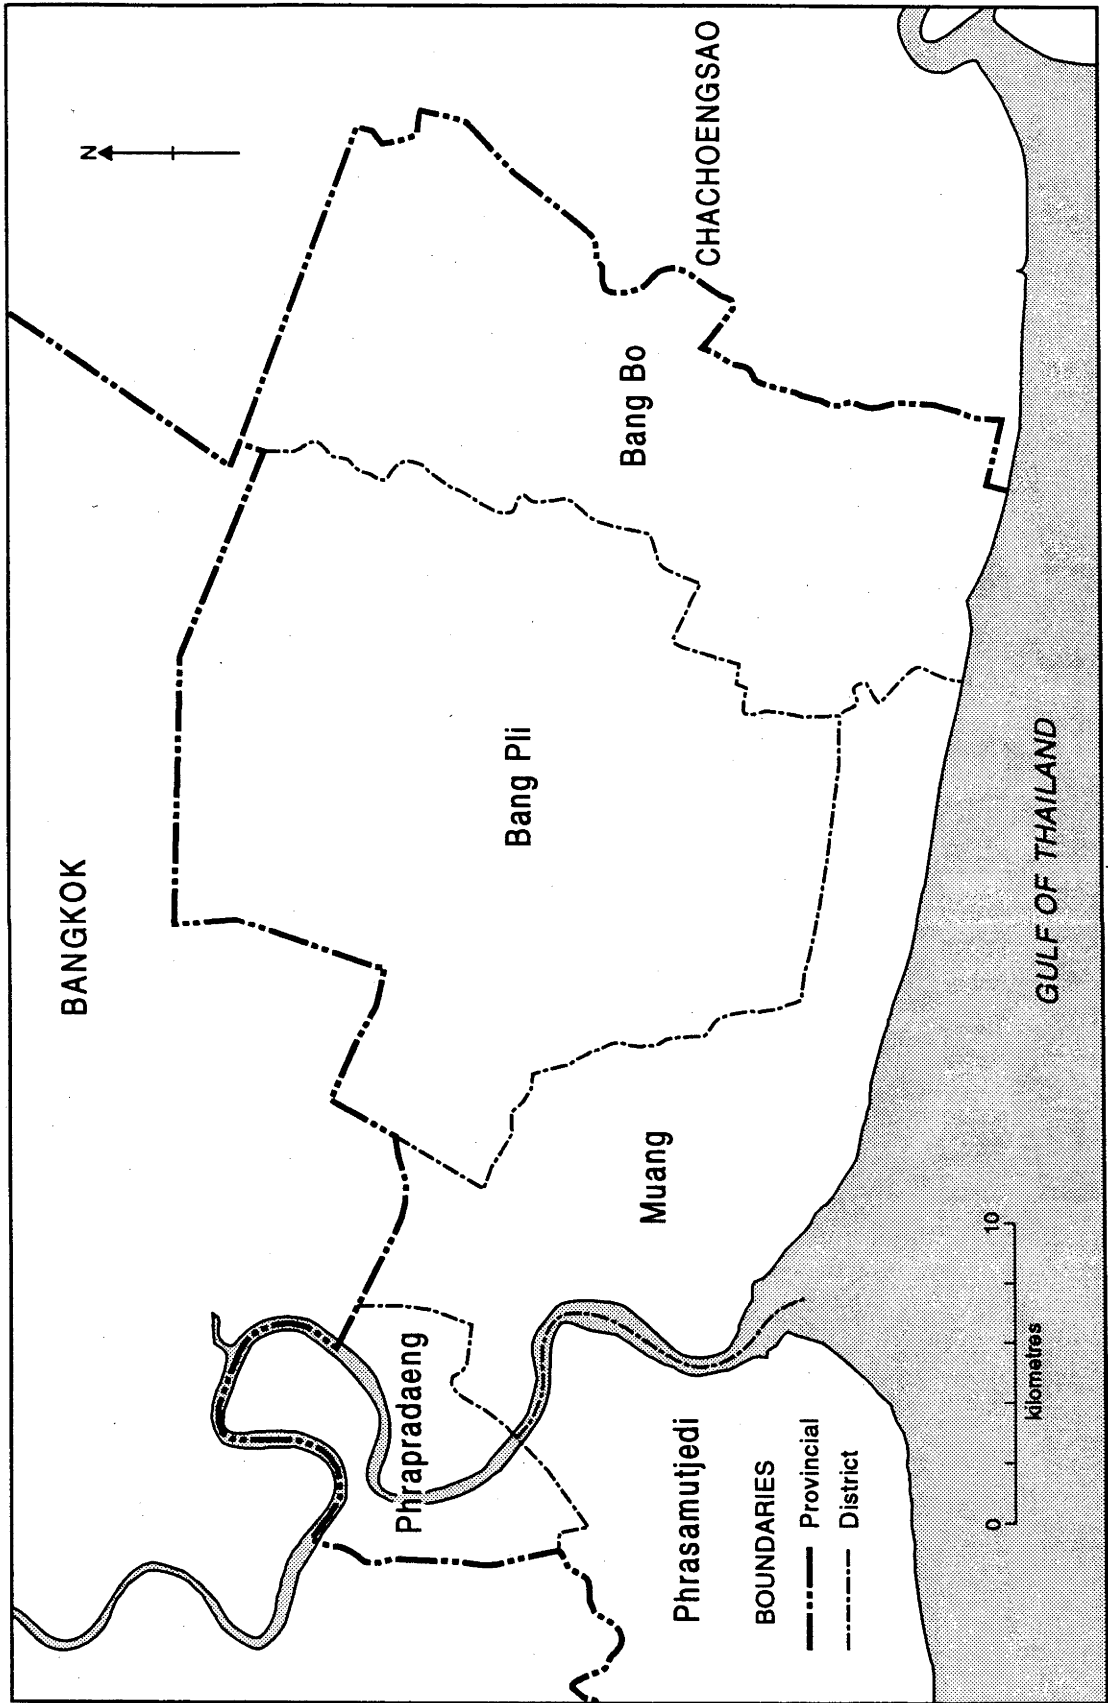 N
BANGKOK
CHACHOENGSAO
Bang Bo
Bang Pli
Muang
Phrapradaeng
Phrasamutjedi
GULF OF THAILAND
BOUNDARIES
Provincial
District
0 10
kilometres